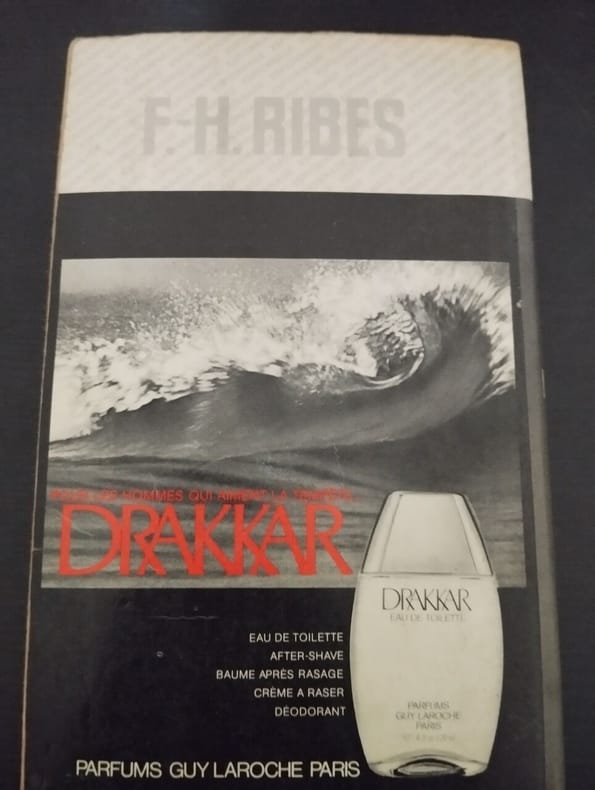 F.-H. RIBES
POUR LES HOMMES QUI AIMENT LA TEMPÊTE.
DRAKKAR
DRAKKAR
EAU DE TOILETTE
EAU DE TOILETTE
AFTER-SHAVE
BAUME APRÈS RASAGE
CRÈME A RASER
DÉODORANT
PARFUMS
GUY LAROCHE
PARIS
PARFUMS GUY LAROCHE PARIS